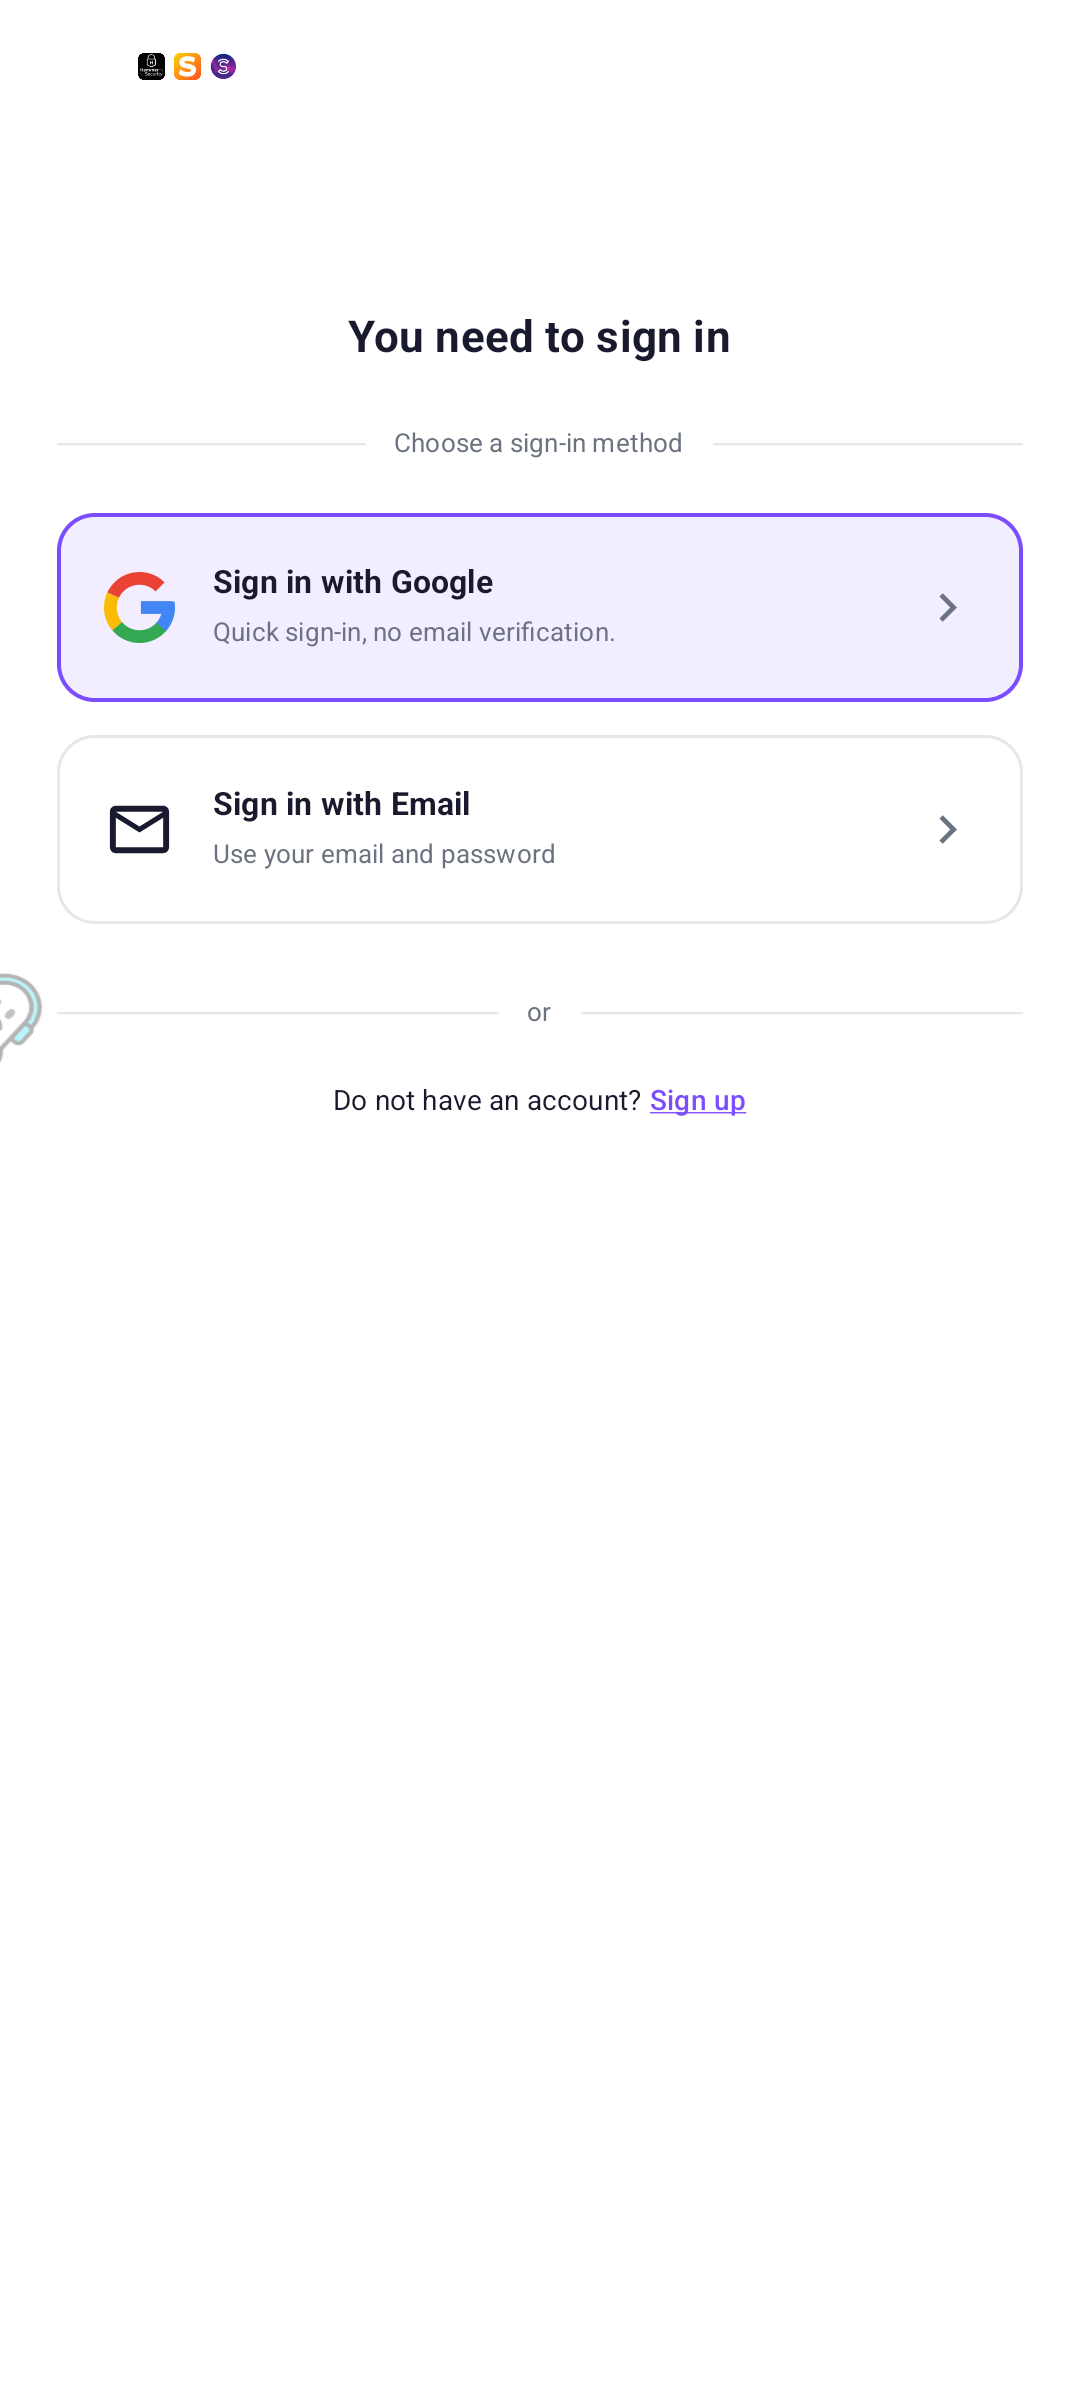 You need to sign in
Choose a sign-in method
Sign in with Google
Quick sign-in, no email verification.
Sign in with Email
Use your email and password
or
Do not have an account? Sign up